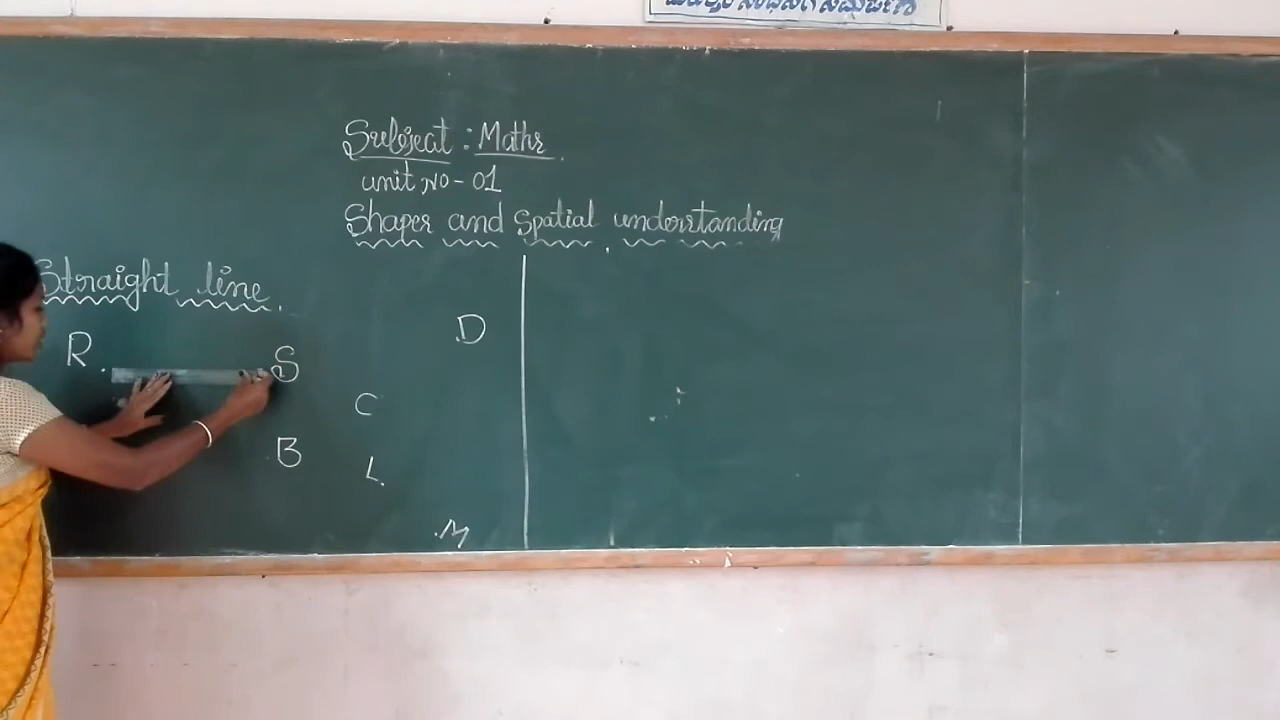 Subject : Maths.
unit NO - 01
Shapes and Spatial understanding.
Straight line.
.D
R. S
C
B
L.
.M